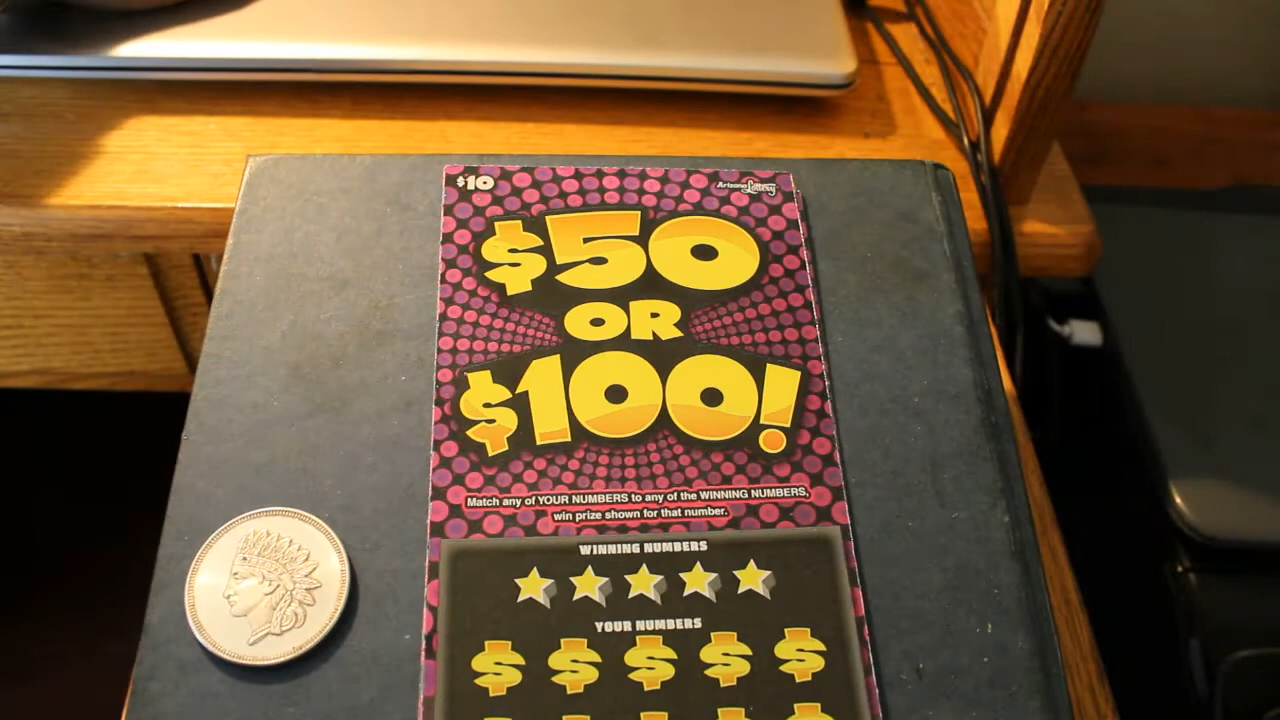 $10
Arizona Lottery
$50
OR
$100!
Match any of YOUR NUMBERS to any of the WINNING NUMBERS,
win prize shown for that number.
WINNING NUMBERS
YOUR NUMBERS
$ $ $ $ $